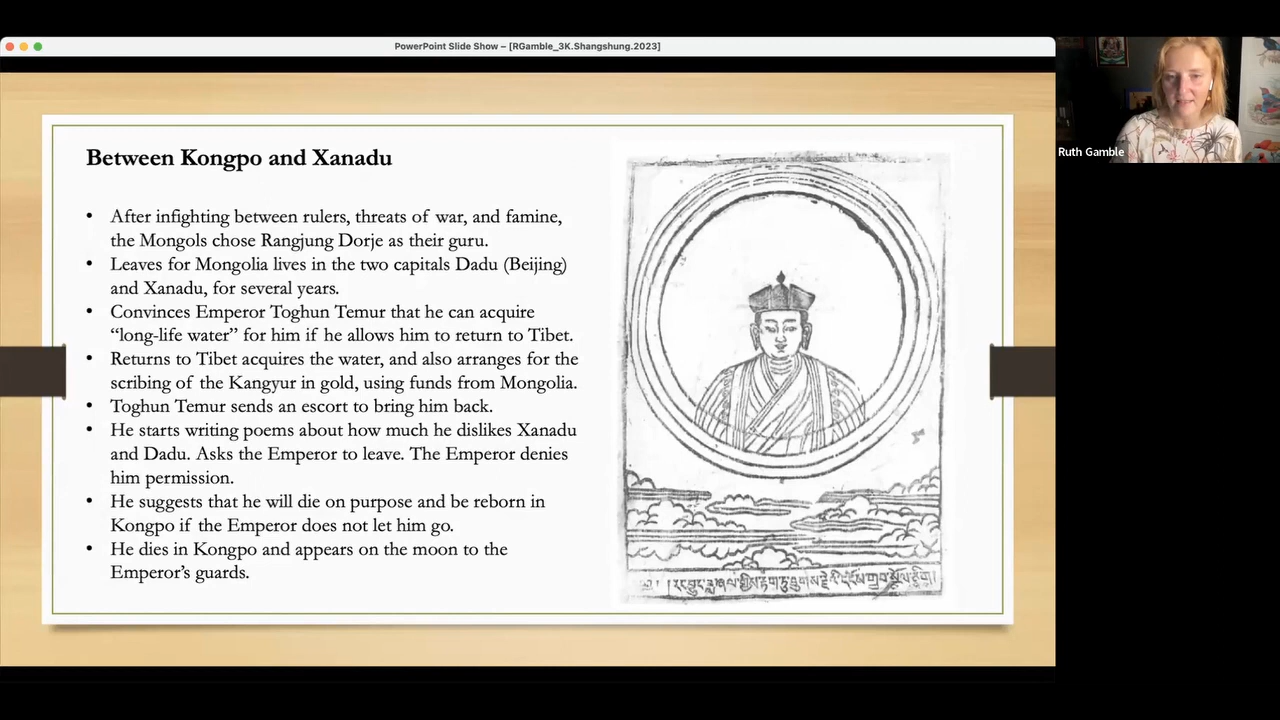 PowerPoint Slide Show – [RGamble_3K.Shangshung.2023]
Ruth Gamble
Between Kongpo and Xanadu
• After infighting between rulers, threats of war, and famine,
the Mongols chose Rangjung Dorje as their guru.
• Leaves for Mongolia lives in the two capitals Dadu (Beijing)
and Xanadu, for several years.
• Convinces Emperor Toghun Temur that he can acquire
“long-life water” for him if he allows him to return to Tibet.
• Returns to Tibet acquires the water, and also arranges for the
scribing of the Kangyur in gold, using funds from Mongolia.
• Toghun Temur sends an escort to bring him back.
• He starts writing poems about how much he dislikes Xanadu
and Dadu. Asks the Emperor to leave. The Emperor denies
him permission.
• He suggests that he will die on purpose and be reborn in
Kongpo if the Emperor does not let him go.
• He dies in Kongpo and appears on the moon to the
Emperor’s guards.